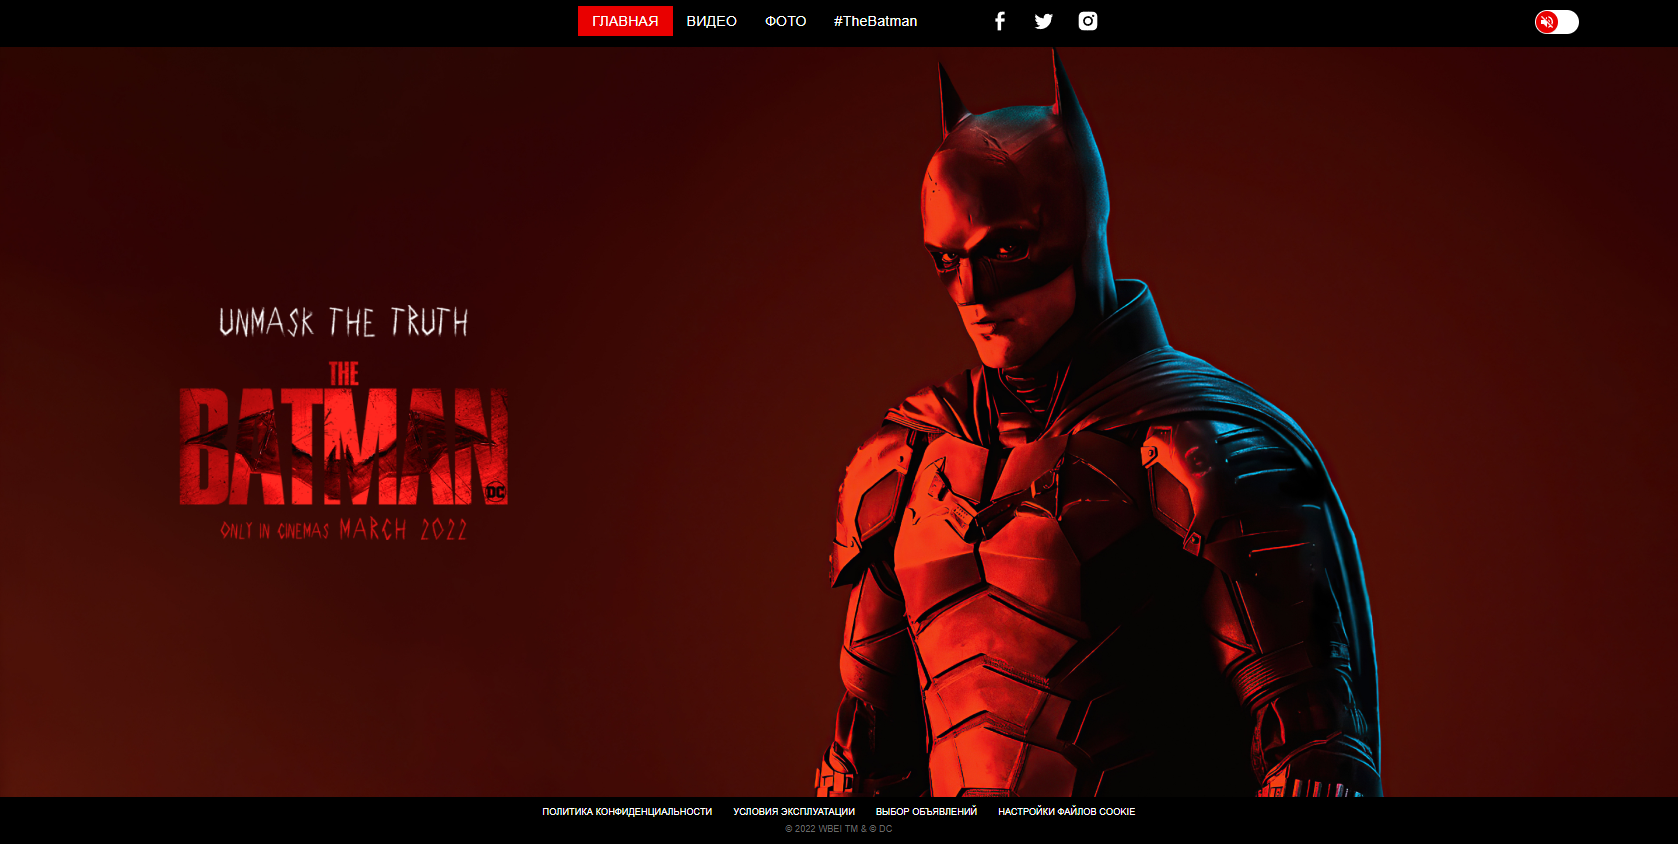 ГЛАВНАЯ ВИДЕО ФОТО #TheBatman
UNMASK THE TRUTH
THE
BATMAN
DC
ONLY IN CINEMAS MARCH 2022
ПОЛИТИКА КОНФИДЕНЦИАЛЬНОСТИ УСЛОВИЯ ЭКСПЛУАТАЦИИ ВЫБОР ОБЪЯВЛЕНИЙ НАСТРОЙКИ ФАЙЛОВ COOKIE
© 2022 WBEI TM & © DC